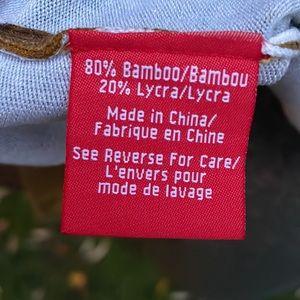 80% Bamboo/Bambou
20% Lycra/Lycra
Made in China/
Fabrique en Chine
See Reverse For Care/
L'envers pour
mode de lavage